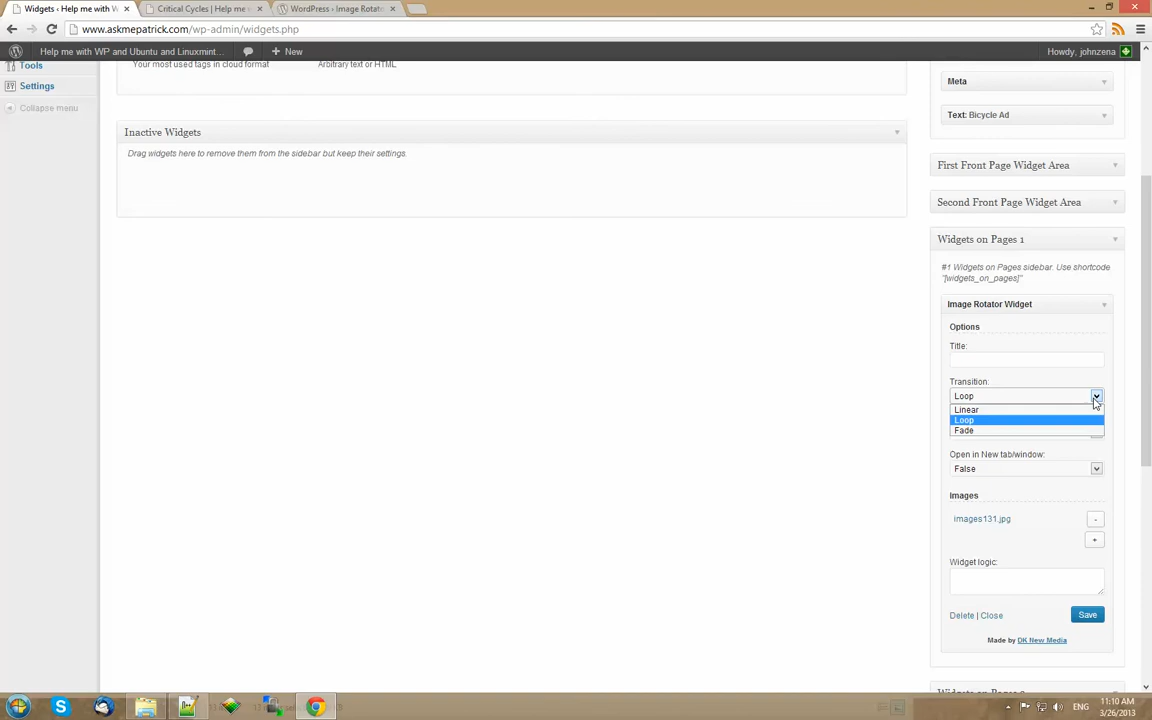 Widgets ‹ Help me with W
Critical Cycles | Help me
WordPress › Image Rotato
www.askmepatrick.com/wp-admin/widgets.php
Help me with WP and Ubuntu and Linuxmint...
+ New
Howdy, johnzena
Tools
Settings
Collapse menu
Your most used tags in cloud format
Arbitrary text or HTML
Inactive Widgets
Drag widgets here to remove them from the sidebar but keep their settings.
Meta
Text: Bicycle Ad
First Front Page Widget Area
Second Front Page Widget Area
Widgets on Pages 1
#1 Widgets on Pages sidebar. Use shortcode
"[widgets_on_pages]"
Image Rotator Widget
Options
Title:
Transition:
Loop
Linear
Loop
Fade
Open in New tab/window:
False
Images
images131.jpg
-
+
Widget logic:
Delete | Close
Save
Made by DK New Media
ENG
11:10 AM
3/26/2013